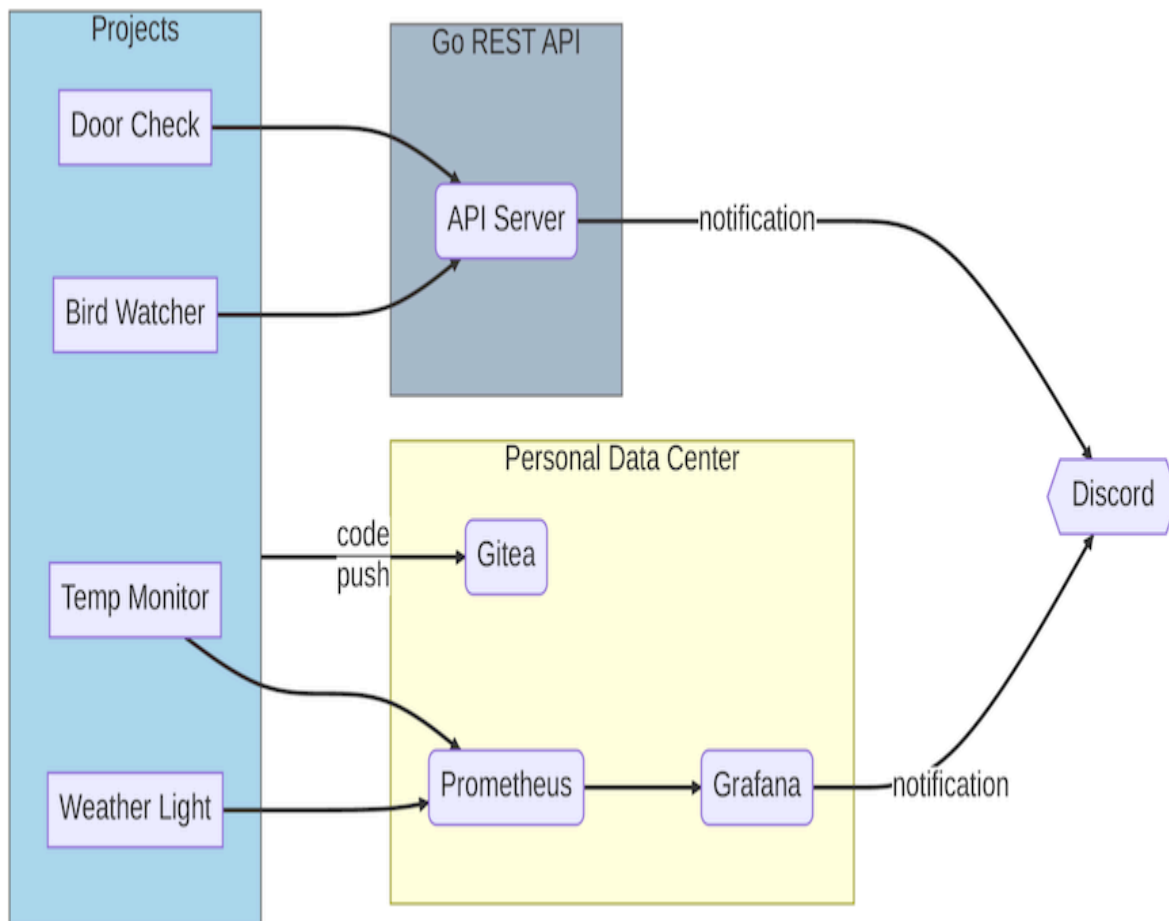 Projects
Door Check
Bird Watcher
Temp Monitor
Weather Light
Go REST API
API Server
notification
Personal Data Center
code
push
Gitea
Prometheus
Grafana
notification
Discord